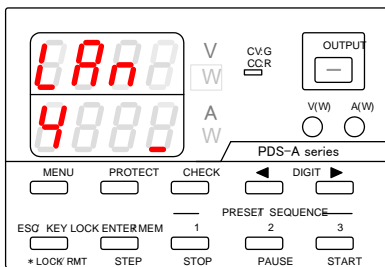 LAn
V
W
CV:G
CC:R
OUTPUT
4 _
A
W
V(W) A(W)
PDS-A series
MENU PROTECT CHECK ◀ DIGIT ▶
PRESET/ SEQUENCE
ESC/ KEY LOCK ENTER/MEM 1 2 3
*LOCK/ RMT STEP STOP PAUSE START